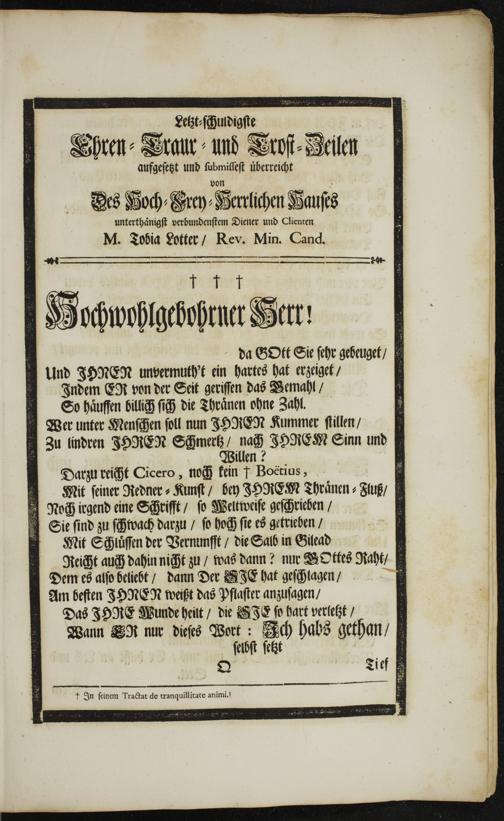 Letzt-schuldigste
Ehren-Traur- und Trost-Zeilen
aufgesetzt und submissest überreicht
von
Des Hoch-Frey-Herrlichen Hauses
unterthänigst verbundenstem Diener und Clienten
M. Tobia Lotter/ Rev. Min. Cand.
† † †
Hochwohlgebohrner Herr!
da GOtt Sie sehr gebeuget/
Und JHNEN unvermuth't ein hartes hat erzeiget/
Jndem ER von der Seit gerissen das Gemahl/
So häuffen billich sich die Thränen ohne Zahl.
Wer unter Menschen soll nun JHREN Kummer stillen/
Zu lindren JHREN Schmertz/ nach JHREM Sinn und
Willen?
Darzu reicht Cicero, noch kein † Boëtius,
Mit seiner Redner-Kunst/ bey JHREM Thränen-Fluß/
Noch irgend eine Schrifft/ so Weltweise geschrieben/
Sie sind zu schwach darzu/ so hoch sie es getrieben/
Mit Schlüssen der Vernunfft/ die Salb in Gilead
Reicht auch dahin nicht zu/ was dann? nur GOttes Raht/
Dem es also beliebt/ dann Der SJE hat geschlagen/
Am besten JHNEN weißt das Pflaster anzusagen/
Das JHRE Wunde heilt/ die SJE so hart verletzt/
Wann ER nur dieses Wort: Jch habs gethan/
selbst setzt
Q Tief
† Jn seinem Tractat de tranquillitate animi.